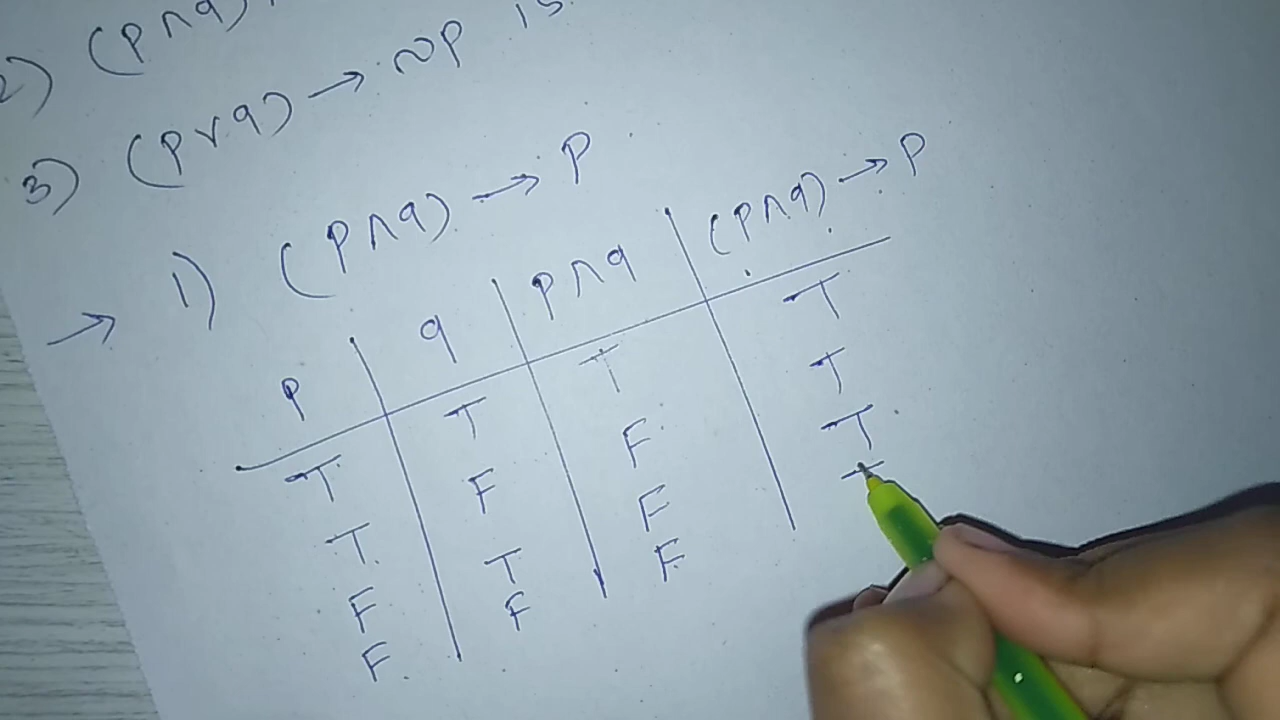 2) (p∧q)
3) (p∨q) → ~p is
→ 1) (p∧q) → p
p q p∧q (p∧q) → p
T T T T
T F F T
F T F T
F F F